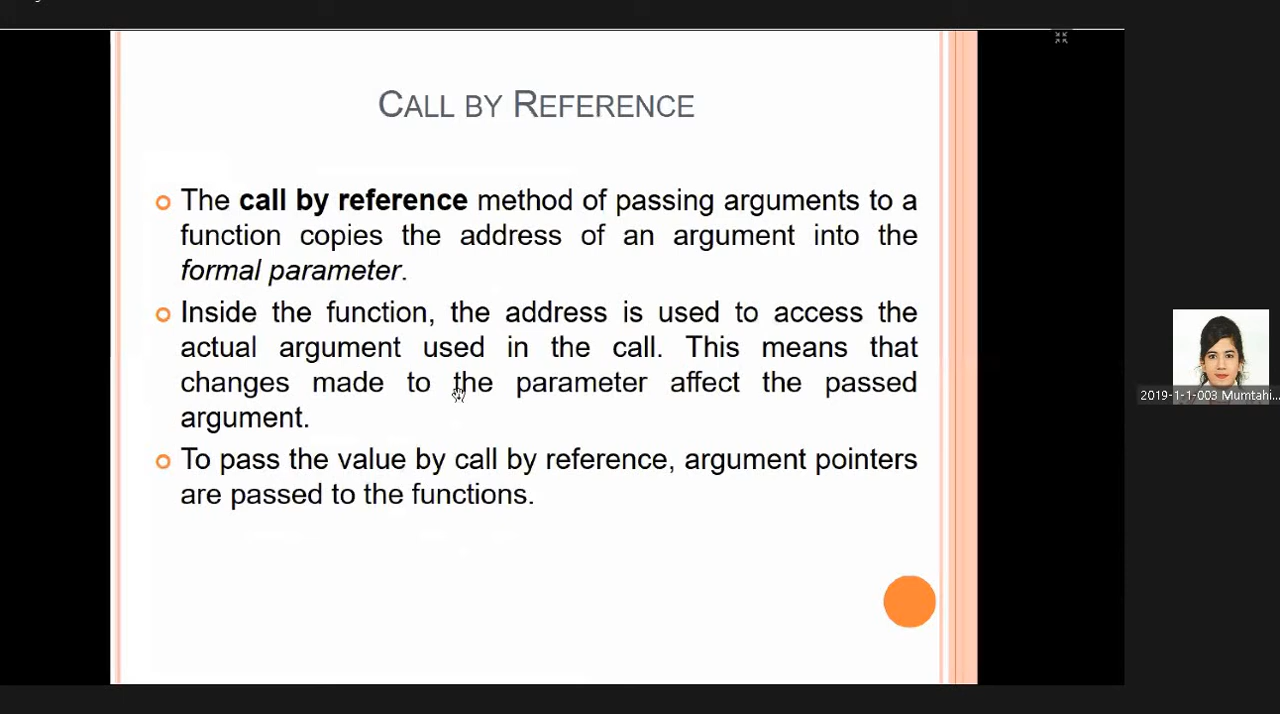 CALL BY REFERENCE
The call by reference method of passing arguments to a
function copies the address of an argument into the
formal parameter.
Inside the function, the address is used to access the
actual argument used in the call. This means that
changes made to the parameter affect the passed
argument.
To pass the value by call by reference, argument pointers
are passed to the functions.
2019-1-1-003 Mumtahi...